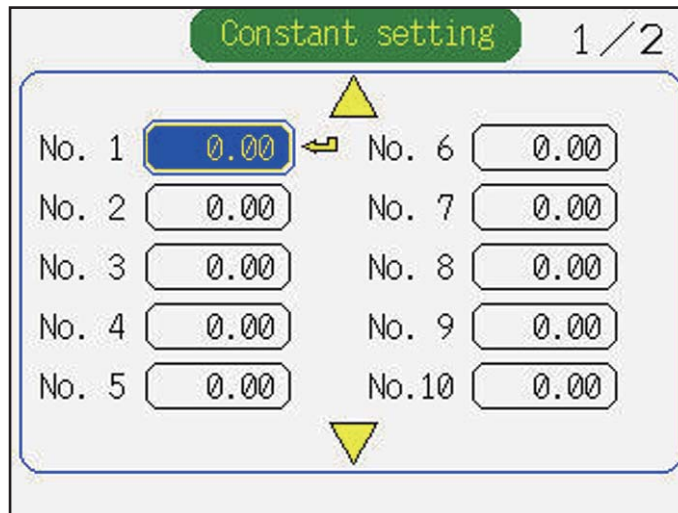 Constant setting 1/2
No. 1 0.00 No. 6 0.00
No. 2 0.00 No. 7 0.00
No. 3 0.00 No. 8 0.00
No. 4 0.00 No. 9 0.00
No. 5 0.00 No.10 0.00